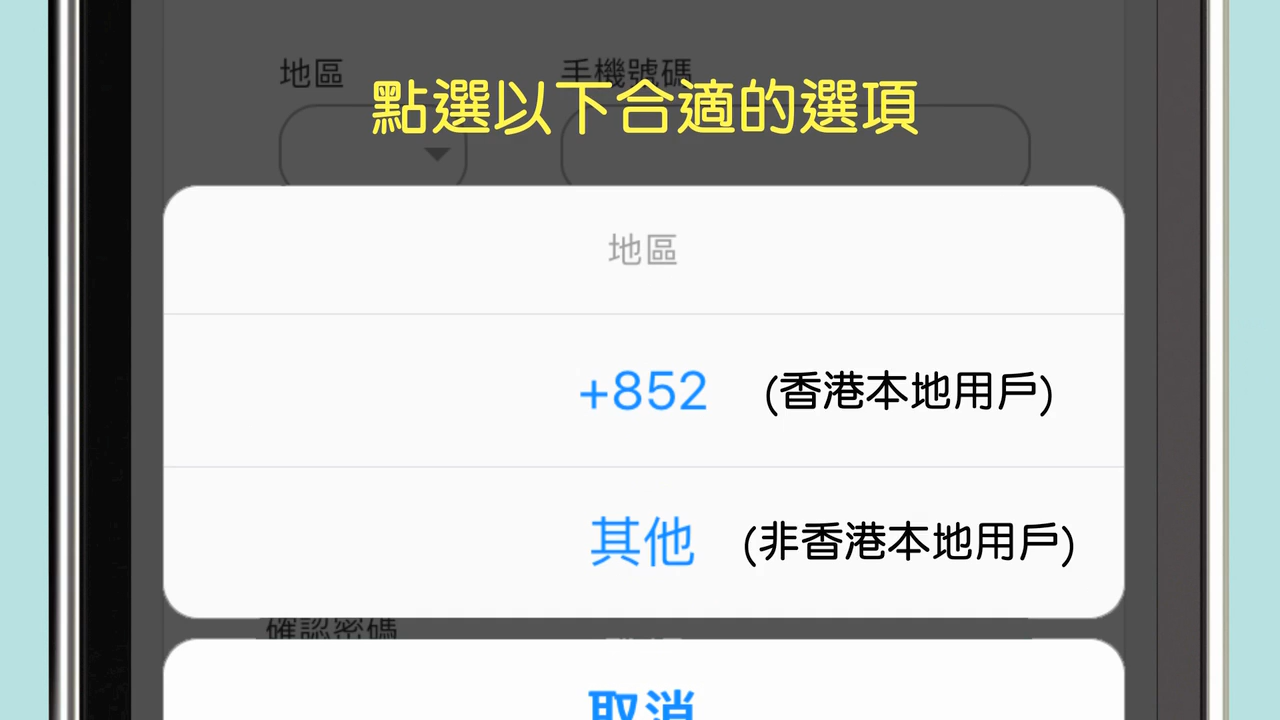 地區 手機號碼
點選以下合適的選項
地區
+852 (香港本地用戶)
其他 (非香港本地用戶)
確認密碼
取消